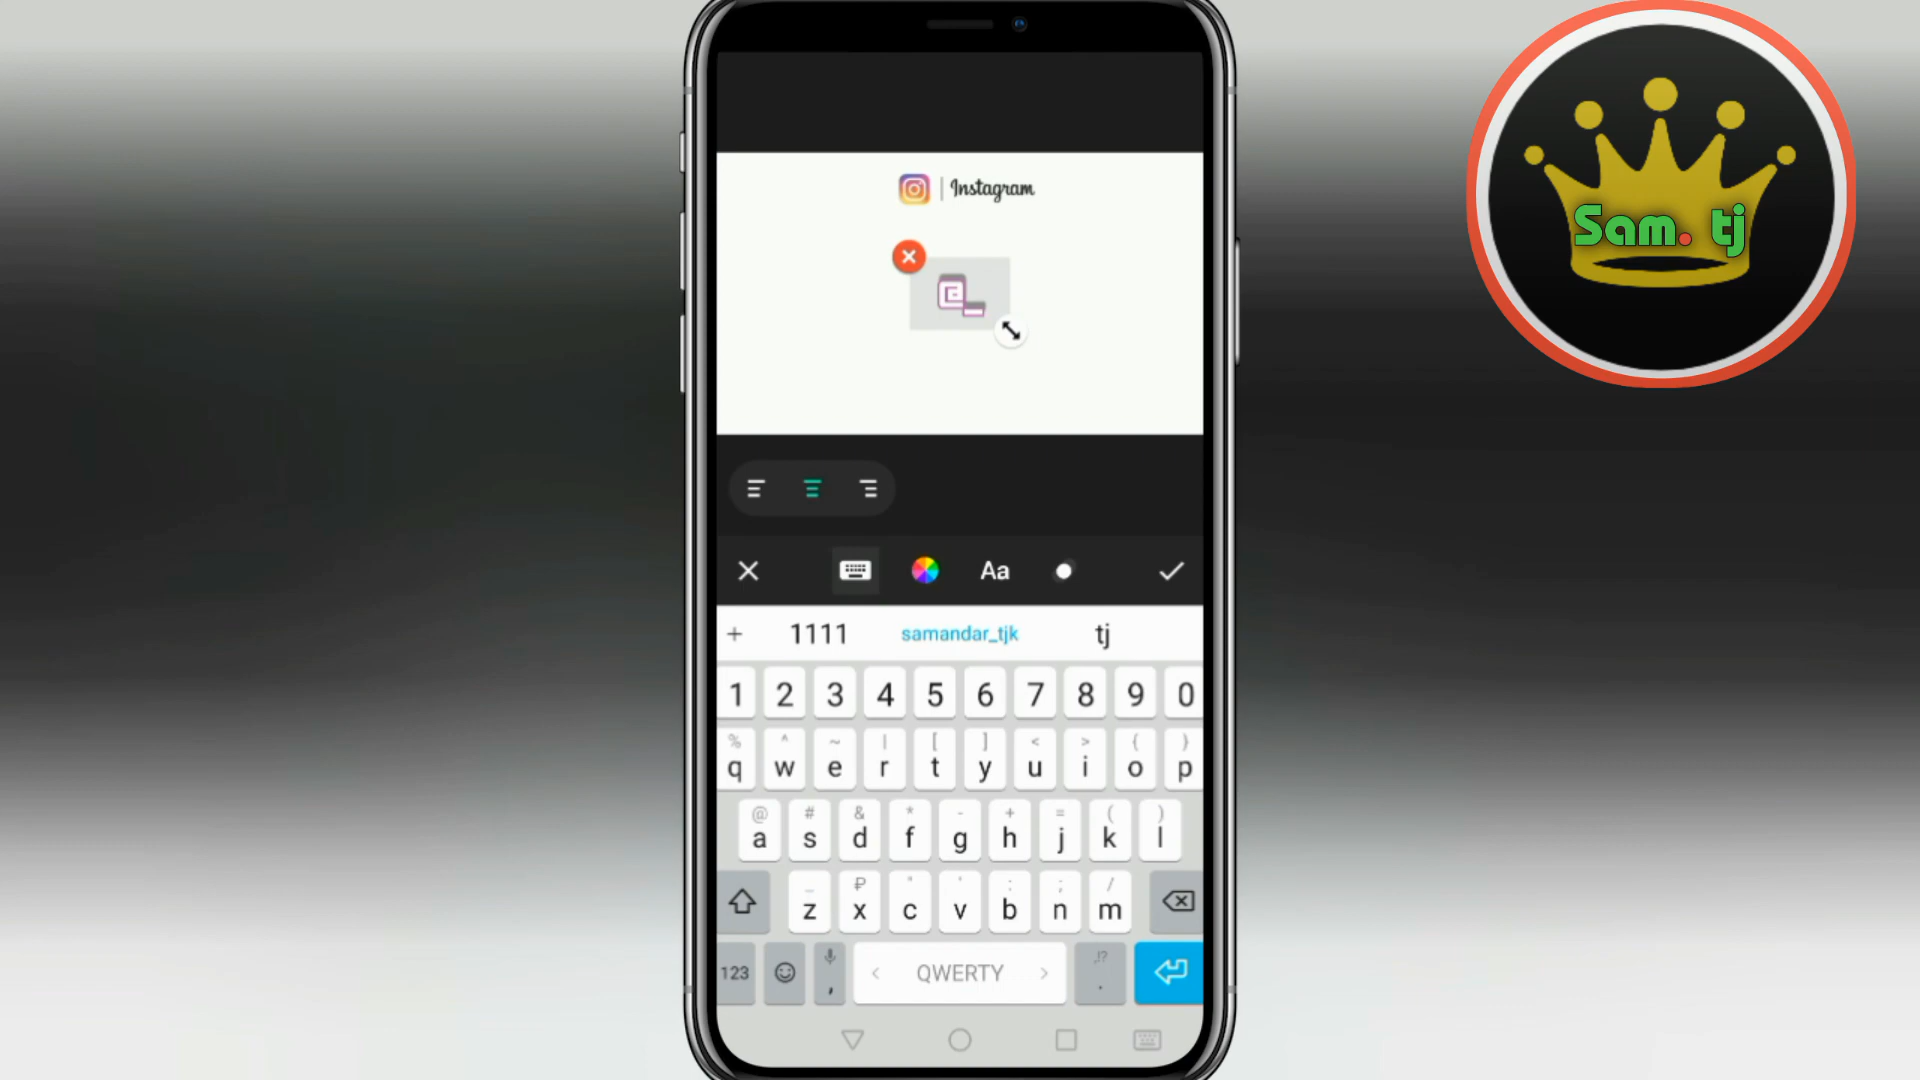 Instagram
Sam. tj
Aa
+ 1111 samandar_tjk tj
1 2 3 4 5 6 7 8 9 0
% ^ ~ | [ ] < > { }
q w e r t y u i o p
@ # & * - + = ( )
a s d f g h j k l
_ ₽ " ' : ; /
z x c v b n m
,!?
123 , < QWERTY > .